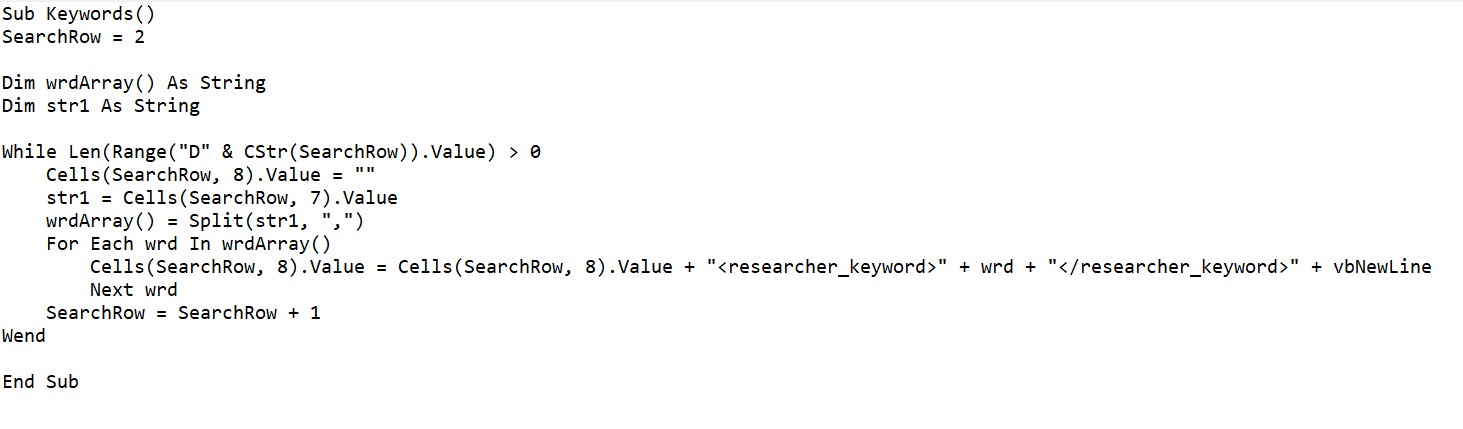 Sub Keywords()
SearchRow = 2

Dim wrdArray() As String
Dim str1 As String

While Len(Range("D" & CStr(SearchRow)).Value) > 0
    Cells(SearchRow, 8).Value = ""
    str1 = Cells(SearchRow, 7).Value
    wrdArray() = Split(str1, ",")
    For Each wrd In wrdArray()
        Cells(SearchRow, 8).Value = Cells(SearchRow, 8).Value + "<researcher_keyword>" + wrd + "</researcher_keyword>" + vbNewLine
        Next wrd
    SearchRow = SearchRow + 1
Wend

End Sub